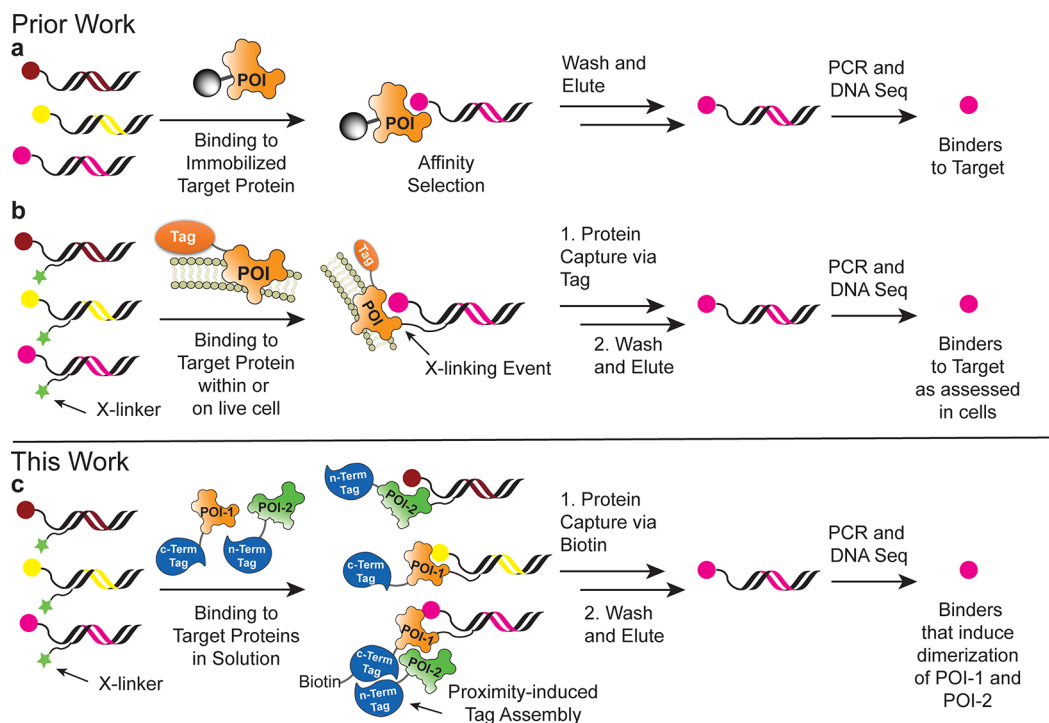 Prior Work
a
POI
Binding to
Immobilized
Target Protein
POI
Affinity
Selection
Wash and
Elute
PCR and
DNA Seq
Binders
to Target
b
Tag
POI
Binding to
Target Protein
within or
on live cell
X-linker
Tag
POI
X-linking Event
1. Protein
Capture via
Tag
2. Wash
and Elute
PCR and
DNA Seq
Binders
to Target
as assessed
in cells
This Work
c
POI-1
POI-2
c-Term
Tag
n-Term
Tag
Binding to
Target Proteins
in Solution
X-linker
n-Term
Tag
POI-2
c-Term
Tag
POI-1
POI-1
c-Term
Tag
POI-2
Biotin
n-Term
Tag
Proximity-induced
Tag Assembly
1. Protein
Capture via
Biotin
2. Wash
and Elute
PCR and
DNA Seq
Binders
that induce
dimerization
of POI-1 and
POI-2